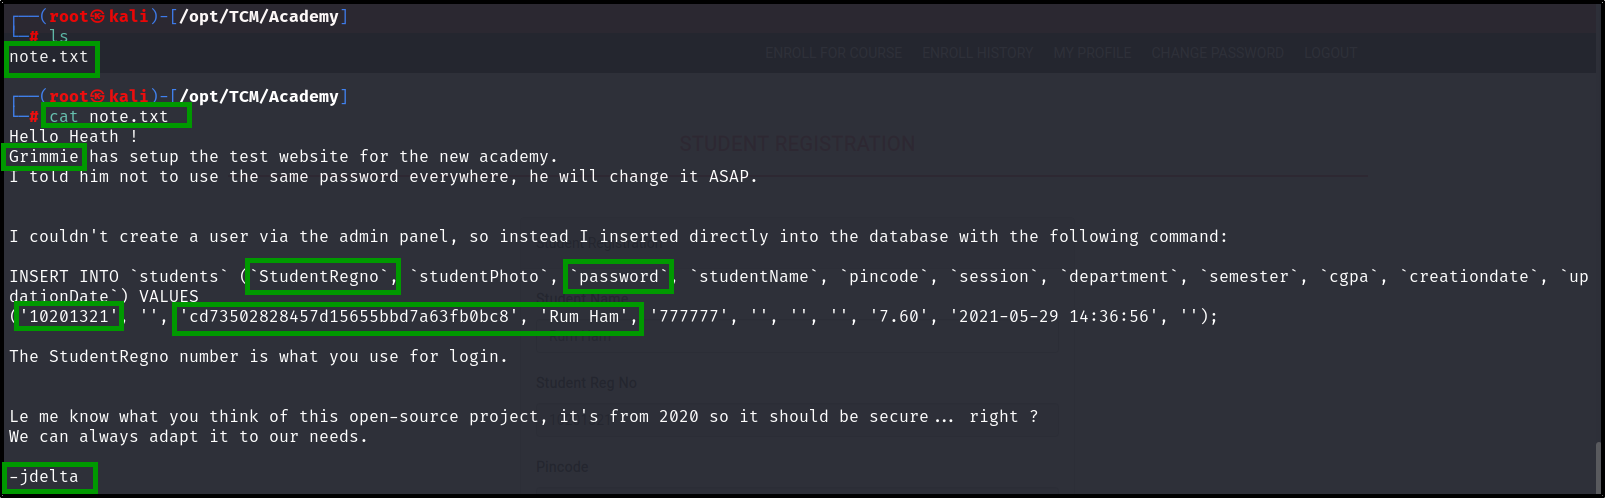 ┌──(root㉿kali)-[/opt/TCM/Academy]
└─# ls
ENROLL FOR COURSE ENROLL HISTORY MY PROFILE CHANGE PASSWORD LOGOUT
note.txt
┌──(root㉿kali)-[/opt/TCM/Academy]
└─# cat note.txt
Hello Heath !
STUDENT REGISTRATION
Grimmie has setup the test website for the new academy.
I told him not to use the same password everywhere, he will change it ASAP.
I couldn't create a user via the admin panel, so instead I inserted directly into the database with the following command:
INSERT INTO `students` (`StudentRegno`, `studentPhoto`, `password`, `studentName`, `pincode`, `session`, `department`, `semester`, `cgpa`, `creationdate`, `up
dationDate`) VALUES
Student Name
('10201321', '', 'cd73502828457d15655bbd7a63fb0bc8', 'Rum Ham', '777777', '', '', '', '7.60', '2021-05-29 14:36:56', '');
The StudentRegno number is what you use for login.
Student Reg No
Le me know what you think of this open-source project, it's from 2020 so it should be secure... right ?
We can always adapt it to our needs.
Pincode
-jdelta